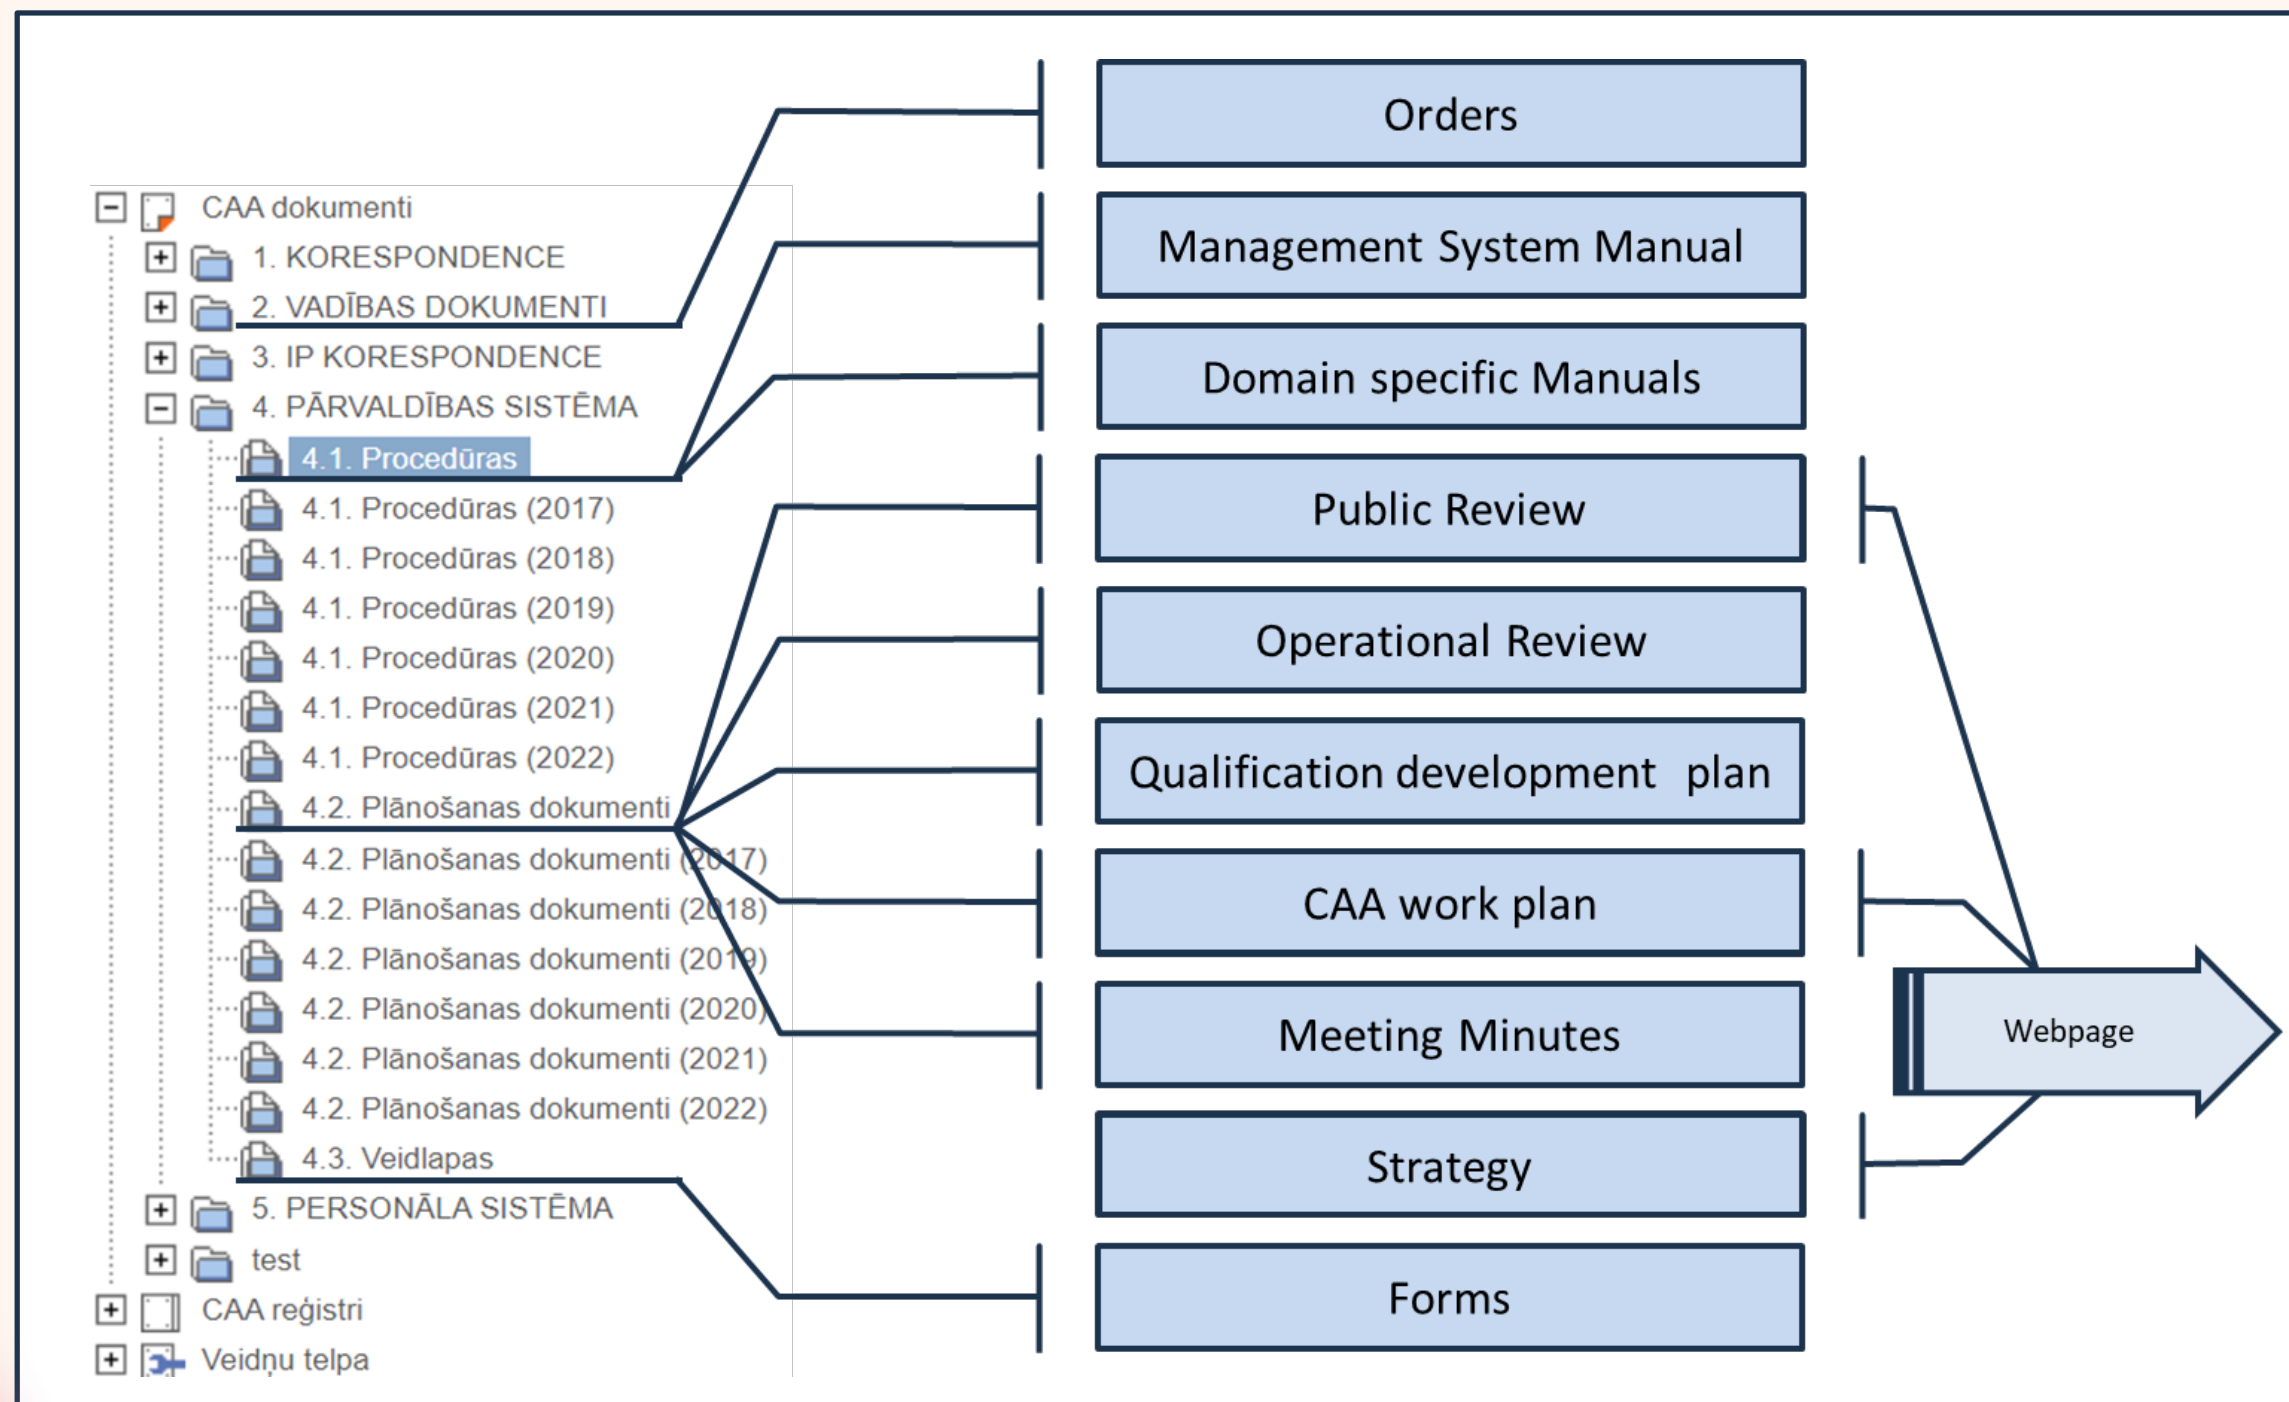 CAA dokumenti
1. KORESPONDENCE
2. VADĪBAS DOKUMENTI
3. IP KORESPONDENCE
4. PĀRVALDĪBAS SISTĒMA
4.1. Procedūras
4.1. Procedūras (2017)
4.1. Procedūras (2018)
4.1. Procedūras (2019)
4.1. Procedūras (2020)
4.1. Procedūras (2021)
4.1. Procedūras (2022)
4.2. Plānošanas dokumenti
4.2. Plānošanas dokumenti (2017)
4.2. Plānošanas dokumenti (2018)
4.2. Plānošanas dokumenti (2019)
4.2. Plānošanas dokumenti (2020)
4.2. Plānošanas dokumenti (2021)
4.2. Plānošanas dokumenti (2022)
4.3. Veidlapas
5. PERSONĀLA SISTĒMA
test
CAA reģistri
Veidņu telpa
Orders
Management System Manual
Domain specific Manuals
Public Review
Operational Review
Qualification development plan
CAA work plan
Meeting Minutes
Strategy
Forms
Webpage